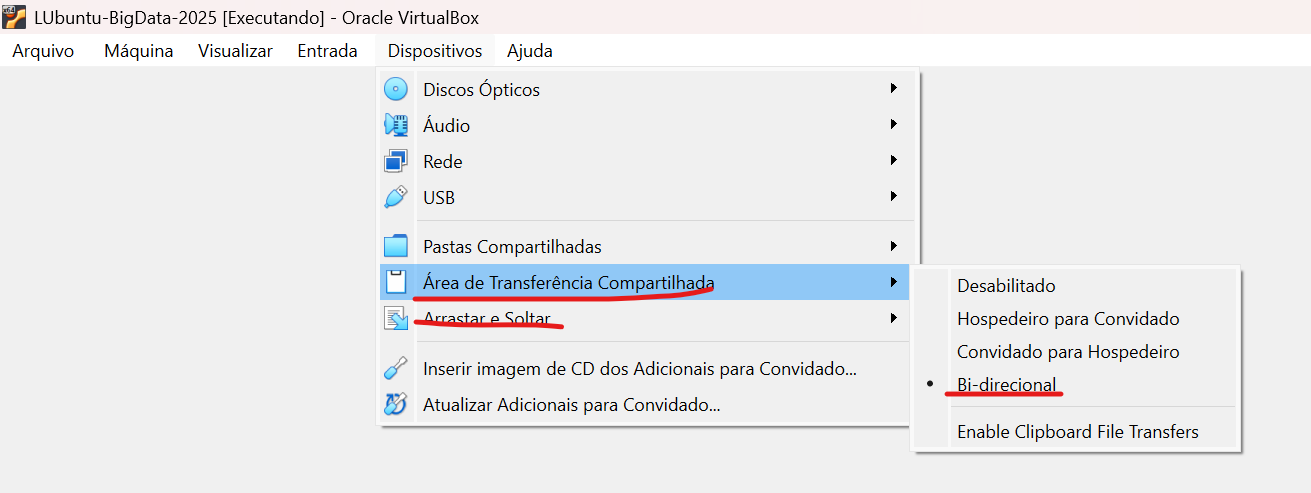 LUbuntu-BigData-2025 [Executando] - Oracle VirtualBox
Arquivo Máquina Visualizar Entrada Dispositivos Ajuda
Discos Ópticos
Áudio
Rede
USB
Pastas Compartilhadas
Área de Transferência Compartilhada
Arrastar e Soltar
Inserir imagem de CD dos Adicionais para Convidado...
Atualizar Adicionais para Convidado...
Desabilitado
Hospedeiro para Convidado
Convidado para Hospedeiro
Bi-direcional
Enable Clipboard File Transfers